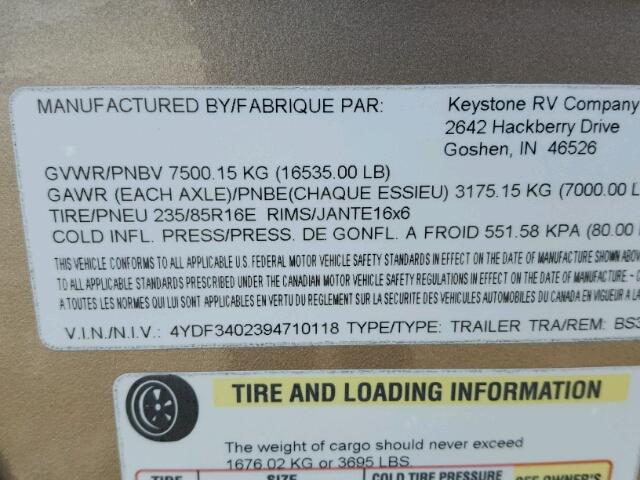 MANUFACTURED BY/FABRIQUE PAR: Keystone RV Company
2642 Hackberry Drive
Goshen, IN 46526
GVWR/PNBV 7500.15 KG (16535.00 LB)
GAWR (EACH AXLE)/PNBE(CHAQUE ESSIEU) 3175.15 KG (7000.00 L
TIRE/PNEU 235/85R16E RIMS/JANTE16x6
COLD INFL. PRESS/PRESS. DE GONFL. A FROID 551.58 KPA (80.00
THIS VEHICLE CONFORMS TO ALL APPLICABLE U.S. FEDERAL MOTOR VEHICLE SAFETY STANDARDS IN EFFECT ON THE DATE OF MANUFACTURE SHOWN ABOV
TO ALL APPLICABLE STANDARDS PRESCRIBED UNDER THE CANADIAN MOTOR VEHICLE SAFETY REGULATIONS IN EFFECT ON THE DATE OF MANUFACTURE. -
A TOUTES LES NORMES QUI LUI SONT APPLICABLES EN VERTU DU REGLEMENT SUR LA SECURITE DES VEHICULES AUTOMOBILES DU CANADA EN VIGUEUR A LA
V.I.N./N.I.V.: 4YDF3402394710118 TYPE/TYPE: TRAILER TRA/REM: BS3
TIRE AND LOADING INFORMATION
The weight of cargo should never exceed
1676.02 KG or 3695 LBS.
TIRE SIZE COLD TIRE PRESSURE SEE OWNER'S